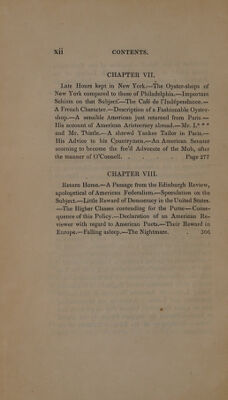 xii CONTENTS.
CHAPTER VII.
Late Hours kept in New York.—The Oyster-shops of
New York compared to those of Philadelphia.—Important
Schism on that Subject.—The Café de l'Indépendence.—
A French Character.—Description of a Fashionable Oyster-
shop.—A sensible American just returned from Paris.—
His account of American Aristocracy abroad.—Mr. L***
and Mr. Thistle.—A shrewd Yankee Tailor in Paris.—
His Advice to his Countrymen.—An American Senator
scorning to become the fee'd Advocate of the Mob, after
the manner of O'Connell. . . . . Page 277
CHAPTER VIII.
Return Home.—A Passage from the Edinburgh Review,
apologetical of American Federalism.—Speculation on the
Subject.—Little Reward of Democracy in the United States.
—The Higher Classes contending for the Purse.—Conse-
quence of this Policy.—Declaration of an American Re-
viewer with regard to American Poets.—Their Reward in
Europe.—Falling asleep.—The Nightmare. . 306